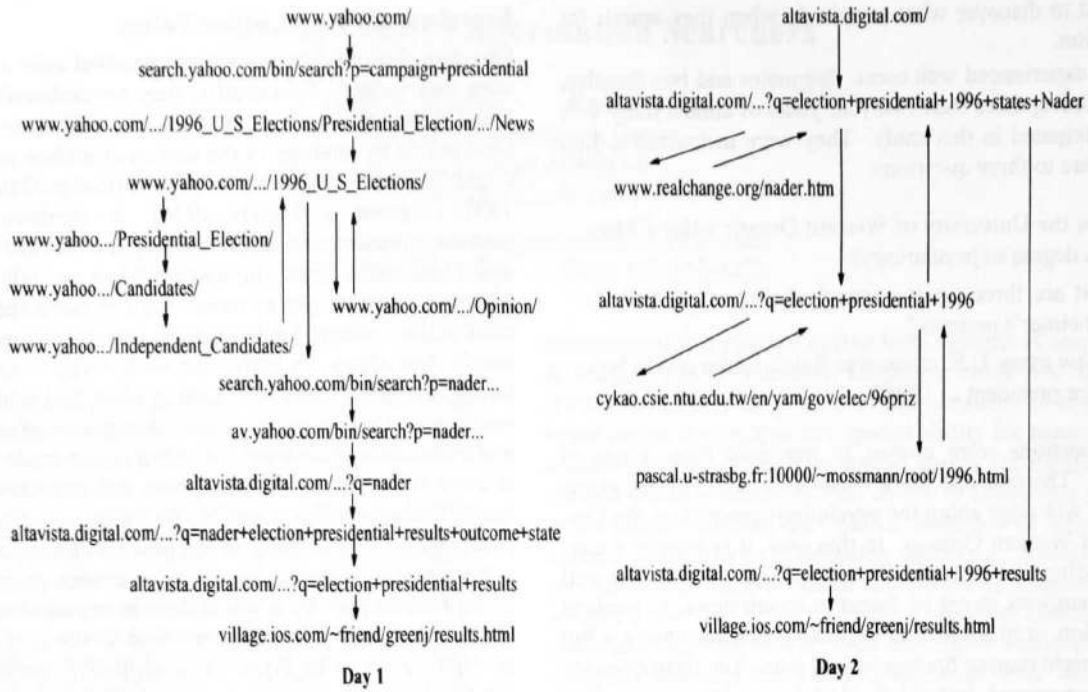 www.yahoo.com/
search.yahoo.com/bin/search?p=campaign+presidential
www.yahoo.com/.../1996_U_S_Elections/Presidential_Election/.../News
www.yahoo.com/.../1996_U_S_Elections/
www.yahoo.../Presidential_Election/
www.yahoo.../Candidates/
www.yahoo.../Independent_Candidates/
www.yahoo.com/.../Opinion/
search.yahoo.com/bin/search?p=nader...
av.yahoo.com/bin/search?p=nader...
altavista.digital.com/...?q=nader
altavista.digital.com/...?q=nader+election+presidential+results+outcome+state
altavista.digital.com/...?q=election+presidential+results
village.ios.com/~friend/greenj/results.html
Day 1
altavista.digital.com/
altavista.digital.com/...?q=election+presidential+1996+states+Nader
www.realchange.org/nader.htm
altavista.digital.com/...?q=election+presidential+1996
cykao.csie.ntu.edu.tw/en/yam/gov/elec/96priz
pascal.u-strasbg.fr:10000/~mossmann/root/1996.html
altavista.digital.com/...?q=election+presidential+1996+results
village.ios.com/~friend/greenj/results.html
Day 2